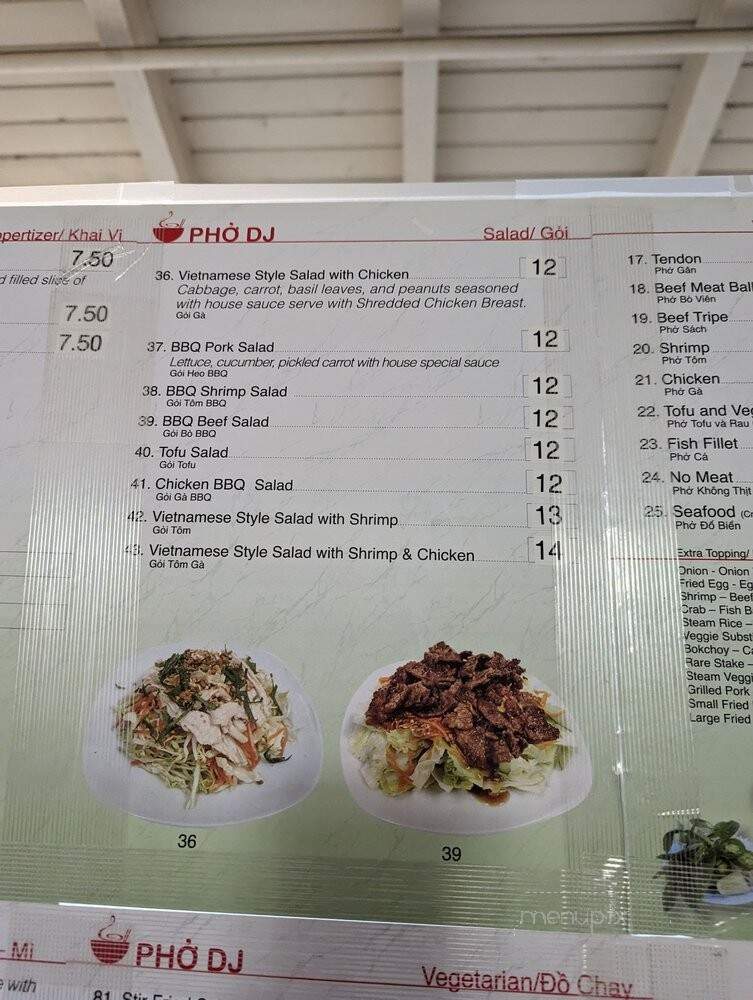 ppertizer/ Khai Vị
7.50
d filled slice of
7.50
7.50
PHỞ DJ
Salad/ Gỏi
36. Vietnamese Style Salad with Chicken 12
Cabbage, carrot, basil leaves, and peanuts seasoned
with house sauce serve with Shredded Chicken Breast.
Gỏi Gà
37. BBQ Pork Salad 12
Lettuce, cucumber, pickled carrot with house special sauce
Gỏi Heo BBQ
38. BBQ Shrimp Salad 12
Gỏi Tôm BBQ
39. BBQ Beef Salad 12
Gỏi Bò BBQ
40. Tofu Salad 12
Gỏi Tofu
41. Chicken BBQ Salad 12
Gỏi Gà BBQ
42. Vietnamese Style Salad with Shrimp 13
Gỏi Tôm
43. Vietnamese Style Salad with Shrimp & Chicken 14
Gỏi Tôm Gà
36
39
17. Tendon
Phở Gân
18. Beef Meat Ball
Phở Bò Viên
19. Beef Tripe
Phở Sách
20. Shrimp
Phở Tôm
21. Chicken
Phở Gà
22. Tofu and Veg
Phở Tofu và Rau
23. Fish Fillet
Phở Cá
24. No Meat
Phở Không Thịt
25. Seafood (Cr
Phở Đồ Biển
Extra Topping/
Onion - Onion
Fried Egg - Eg
Shrimp – Beef
Crab – Fish B
Steam Rice –
Veggie Subst
Bokchoy – Ca
Rare Stake –
Steam Veggi
Grilled Pork
Small Fried
Large Fried
menupix
- Mì
e with
PHỞ DJ
Vegetarian/Đồ Chay